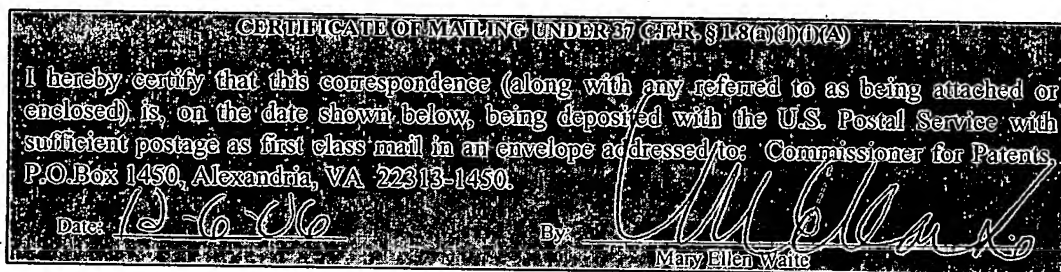 CERTIFICATE OF MAILING UNDER 37 C.F.R. § 1.8(a)(1)(i)(A)
I hereby certify that this correspondence (along with any referred to as being attached or
enclosed) is, on the date shown below, being deposited with the U.S. Postal Service with
sufficient postage as first class mail in an envelope addressed to: Commissioner for Patents,
P.O.Box 1450, Alexandria, VA 22313-1450.
Date: 12-6-06 By:
Mary Ellen Waite